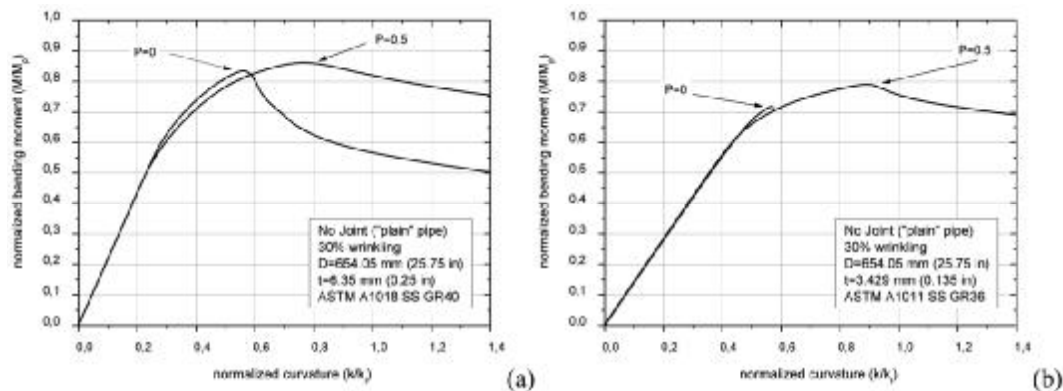 1,0
0,9
0,8
0,7
0,6
0,5
0,4
0,3
0,2
0,1
0,0
normalized bending moment (M/Mp)
P=0
P=0.5
No Joint ("plain" pipe)
30% wrinkling
D=654.05 mm (25.75 in)
t=6.35 mm (0.25 in)
ASTM A1018 SS GR40
0,0 0,2 0,4 0,6 0,8 1,0 1,2 1,4
normalized curvature (k/kI)
(a)
1,0
0,9
0,8
0,7
0,6
0,5
0,4
0,3
0,2
0,1
0,0
normalized bending moment (M/Mp)
P=0
P=0.5
No Joint ("plain" pipe)
30% wrinkling
D=654.05 mm (25.75 in)
t=3.429 mm (0.135 in)
ASTM A1011 SS GR36
0,0 0,2 0,4 0,6 0,8 1,0 1,2 1,4
normalized curvature (k/kI)
(b)